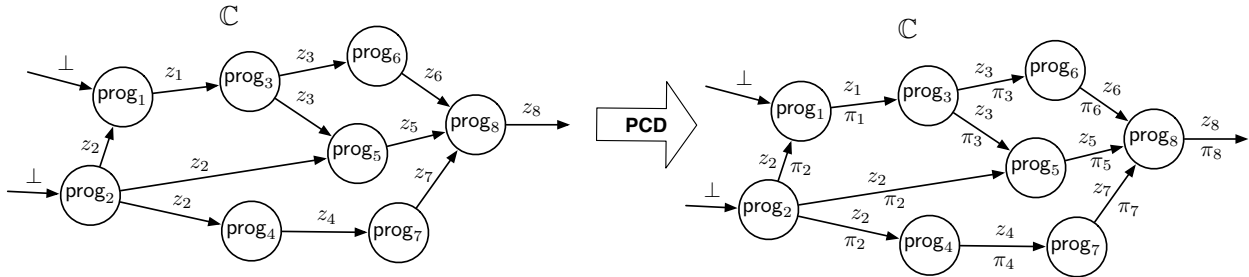 ℂ
⊥
prog₁
z₁
prog₃
z₃
prog₆
z₆
z₃
z₂
prog₅
z₅
prog₈
z₈
⊥
prog₂
z₂
z₂
prog₄
z₄
prog₇
z₇
PCD
ℂ
⊥
prog₁
z₁
π₁
prog₃
z₃
π₃
prog₆
z₆
π₆
z₃
π₃
z₂
π₂
prog₅
z₅
π₅
prog₈
z₈
π₈
⊥
prog₂
z₂
π₂
z₂
π₂
prog₄
z₄
π₄
prog₇
z₇
π₇